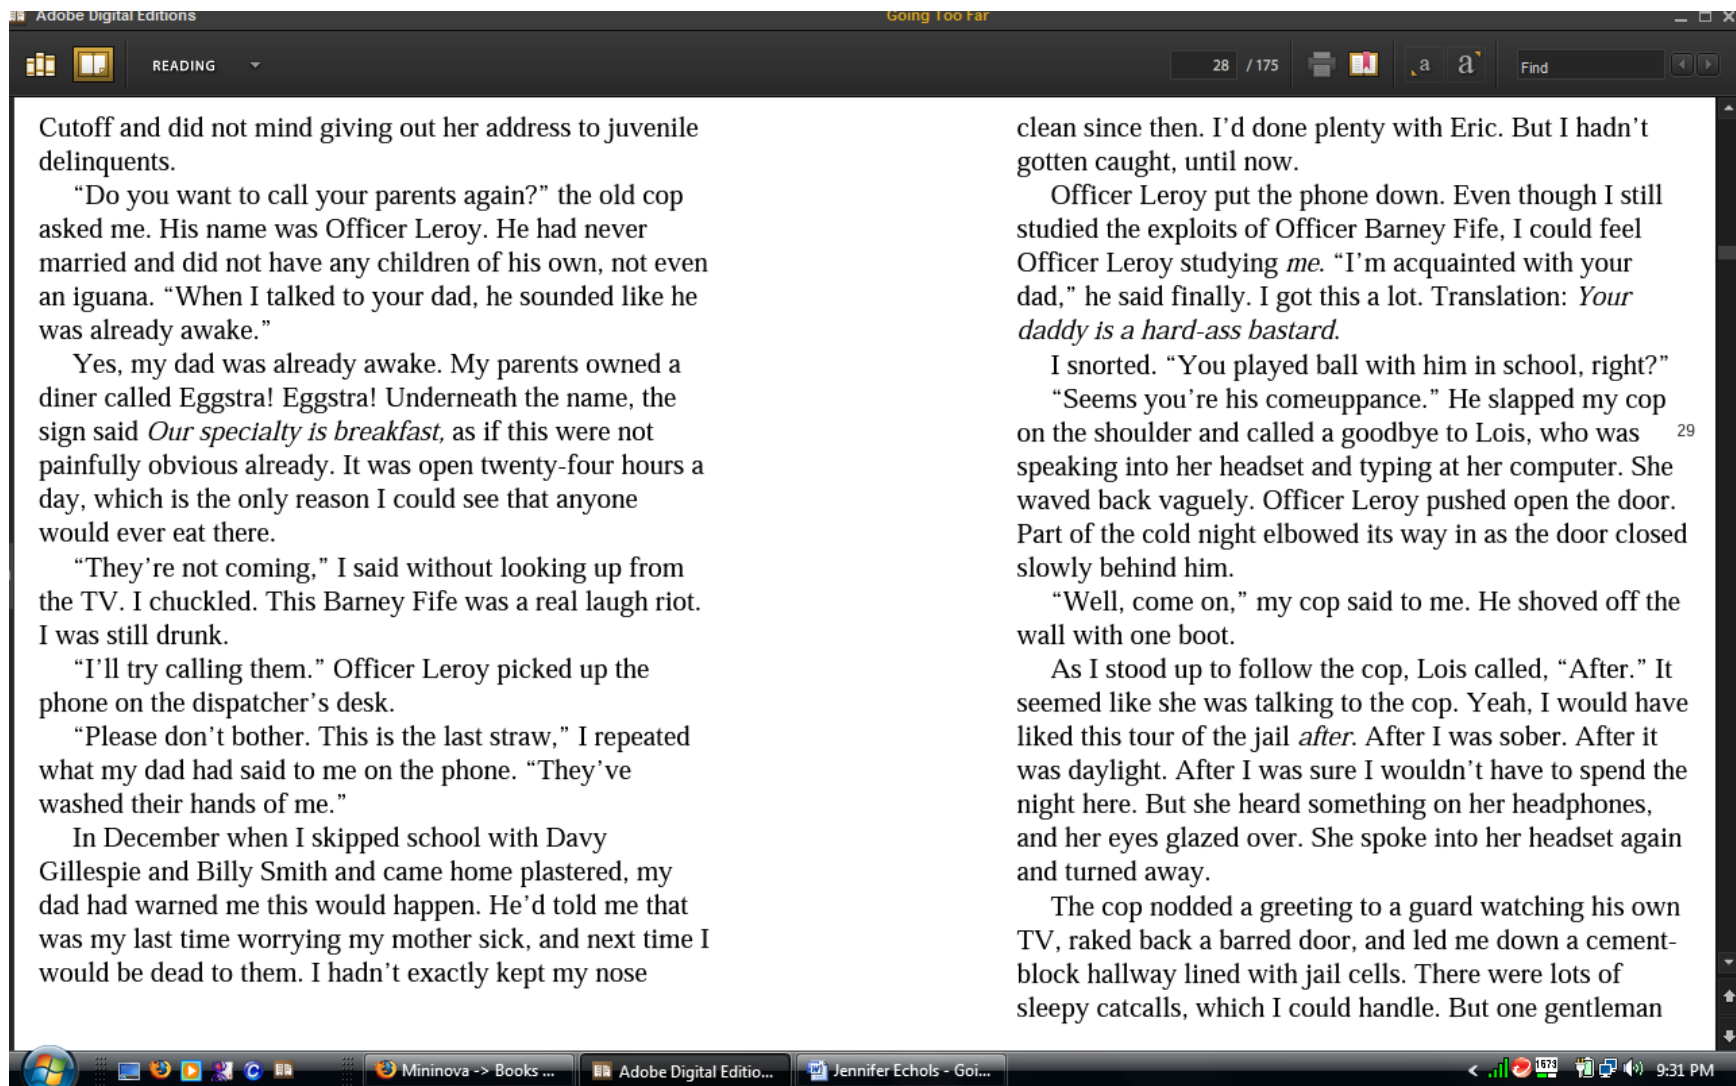 Adobe Digital Editions
Going Too Far
READING
28 / 175
a
a
Find
Cutoff and did not mind giving out her address to juvenile
delinquents.
“Do you want to call your parents again?” the old cop
asked me. His name was Officer Leroy. He had never
married and did not have any children of his own, not even
an iguana. “When I talked to your dad, he sounded like he
was already awake.”
Yes, my dad was already awake. My parents owned a
diner called Eggstra! Eggstra! Underneath the name, the
sign said Our specialty is breakfast, as if this were not
painfully obvious already. It was open twenty-four hours a
day, which is the only reason I could see that anyone
would ever eat there.
“They’re not coming,” I said without looking up from
the TV. I chuckled. This Barney Fife was a real laugh riot.
I was still drunk.
“I’ll try calling them.” Officer Leroy picked up the
phone on the dispatcher’s desk.
“Please don’t bother. This is the last straw,” I repeated
what my dad had said to me on the phone. “They’ve
washed their hands of me.”
In December when I skipped school with Davy
Gillespie and Billy Smith and came home plastered, my
dad had warned me this would happen. He’d told me that
was my last time worrying my mother sick, and next time I
would be dead to them. I hadn’t exactly kept my nose
clean since then. I’d done plenty with Eric. But I hadn’t
gotten caught, until now.
Officer Leroy put the phone down. Even though I still
studied the exploits of Officer Barney Fife, I could feel
Officer Leroy studying me. “I’m acquainted with your
dad,” he said finally. I got this a lot. Translation: Your
daddy is a hard-ass bastard.
I snorted. “You played ball with him in school, right?”
“Seems you’re his comeuppance.” He slapped my cop
on the shoulder and called a goodbye to Lois, who was
29
speaking into her headset and typing at her computer. She
waved back vaguely. Officer Leroy pushed open the door.
Part of the cold night elbowed its way in as the door closed
slowly behind him.
“Well, come on,” my cop said to me. He shoved off the
wall with one boot.
As I stood up to follow the cop, Lois called, “After.” It
seemed like she was talking to the cop. Yeah, I would have
liked this tour of the jail after. After I was sober. After it
was daylight. After I was sure I wouldn’t have to spend the
night here. But she heard something on her headphones,
and her eyes glazed over. She spoke into her headset again
and turned away.
The cop nodded a greeting to a guard watching his own
TV, raked back a barred door, and led me down a cement-
block hallway lined with jail cells. There were lots of
sleepy catcalls, which I could handle. But one gentleman
Mininova -> Books ...
Adobe Digital Editio...
Jennifer Echols - Goi...
1673
9:31 PM